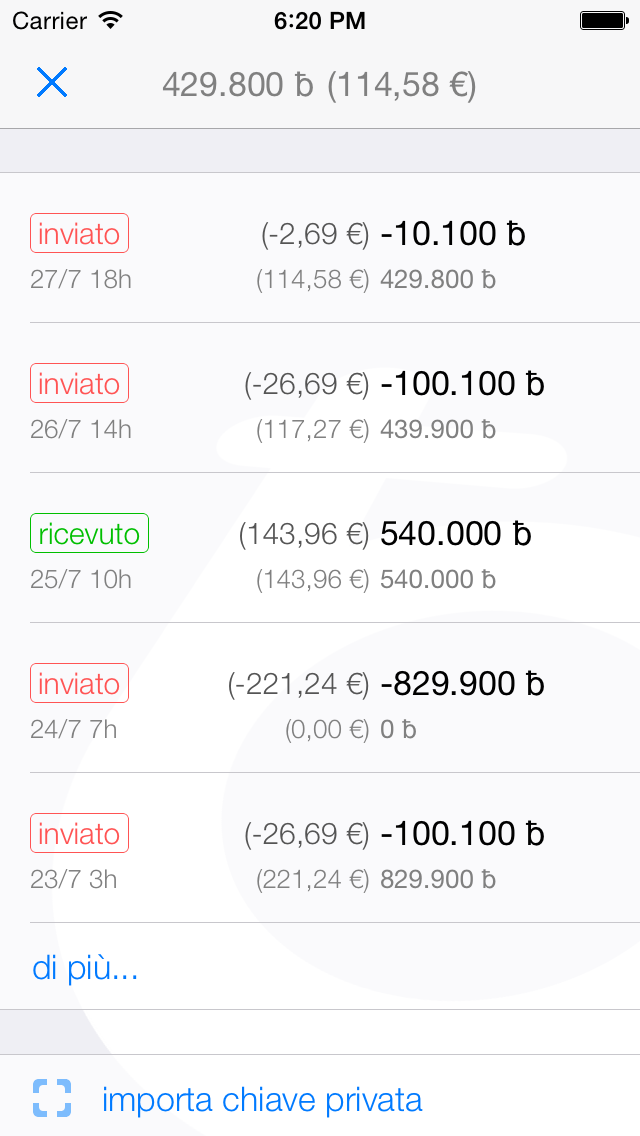 Carrier 6:20 PM
429.800 ƀ (114,58 €)
inviato (-2,69 €) -10.100 ƀ
27/7 18h (114,58 €) 429.800 ƀ
inviato (-26,69 €) -100.100 ƀ
26/7 14h (117,27 €) 439.900 ƀ
ricevuto (143,96 €) 540.000 ƀ
25/7 10h (143,96 €) 540.000 ƀ
inviato (-221,24 €) -829.900 ƀ
24/7 7h (0,00 €) 0 ƀ
inviato (-26,69 €) -100.100 ƀ
23/7 3h (221,24 €) 829.900 ƀ
di più...
importa chiave privata